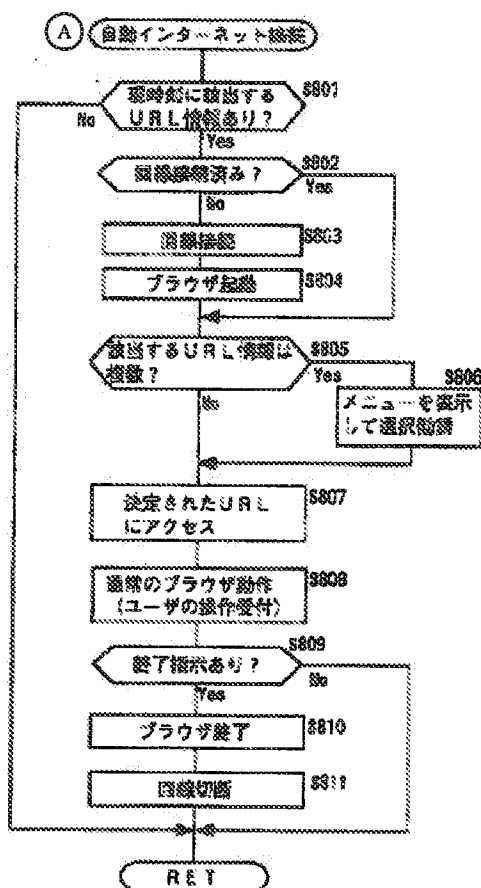 A
自動インターネット接続
S801
現時刻に該当する
URL情報あり?
No
Yes
S802
回線接続済み?
Yes
No
回線接続
S803
ブラウザ起動
S804
該当するURL情報は
複数?
S805
Yes
No
S806
メニューを表示
して選択勧誘
決定されたURL
にアクセス
S807
通常のブラウザ動作
(ユーザの操作受付)
S808
S809
終了指示あり?
No
Yes
ブラウザ終了
S810
回線切断
S811
RET